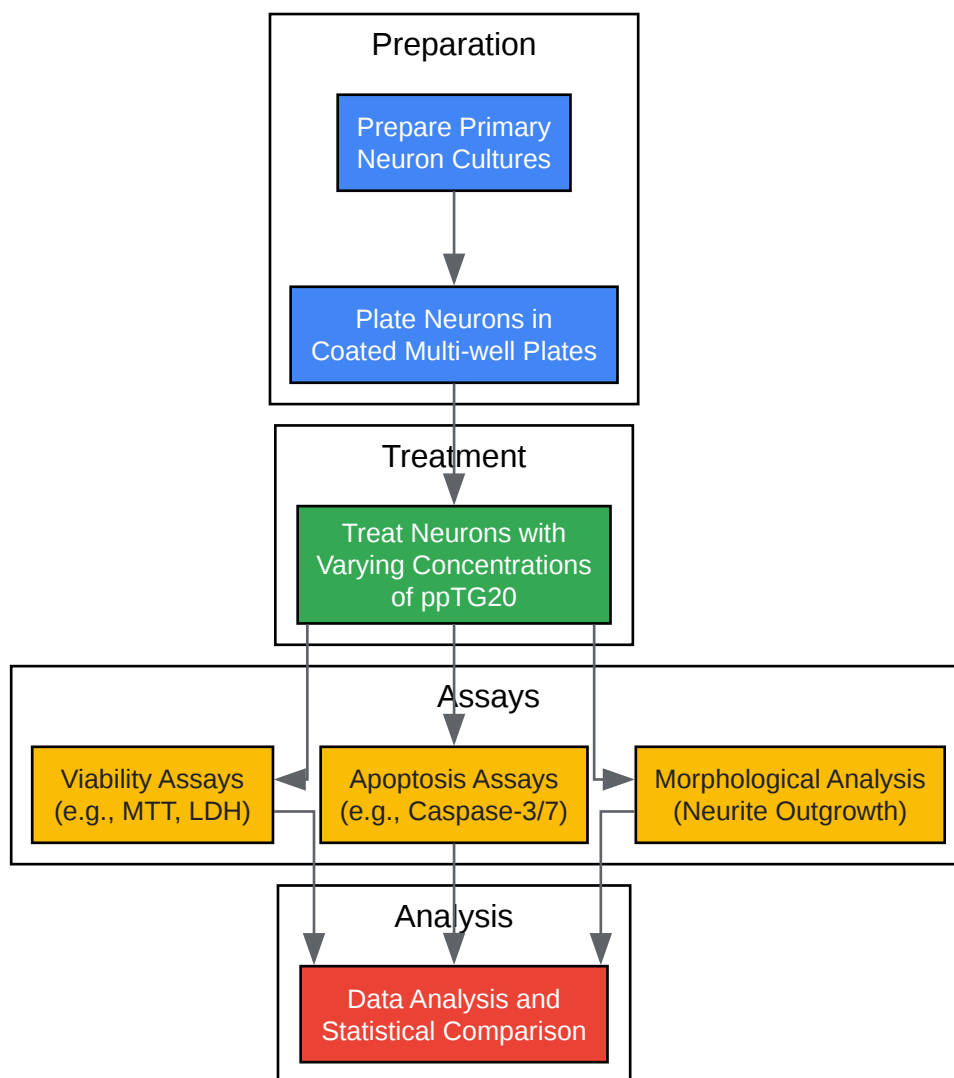 Preparation
Prepare Primary
Neuron Cultures
Plate Neurons in
Coated Multi-well Plates
Treatment
Treat Neurons with
Varying Concentrations
of ppTG20
Assays
Viability Assays
(e.g., MTT, LDH)
Apoptosis Assays
(e.g., Caspase-3/7)
Morphological Analysis
(Neurite Outgrowth)
Analysis
Data Analysis and
Statistical Comparison